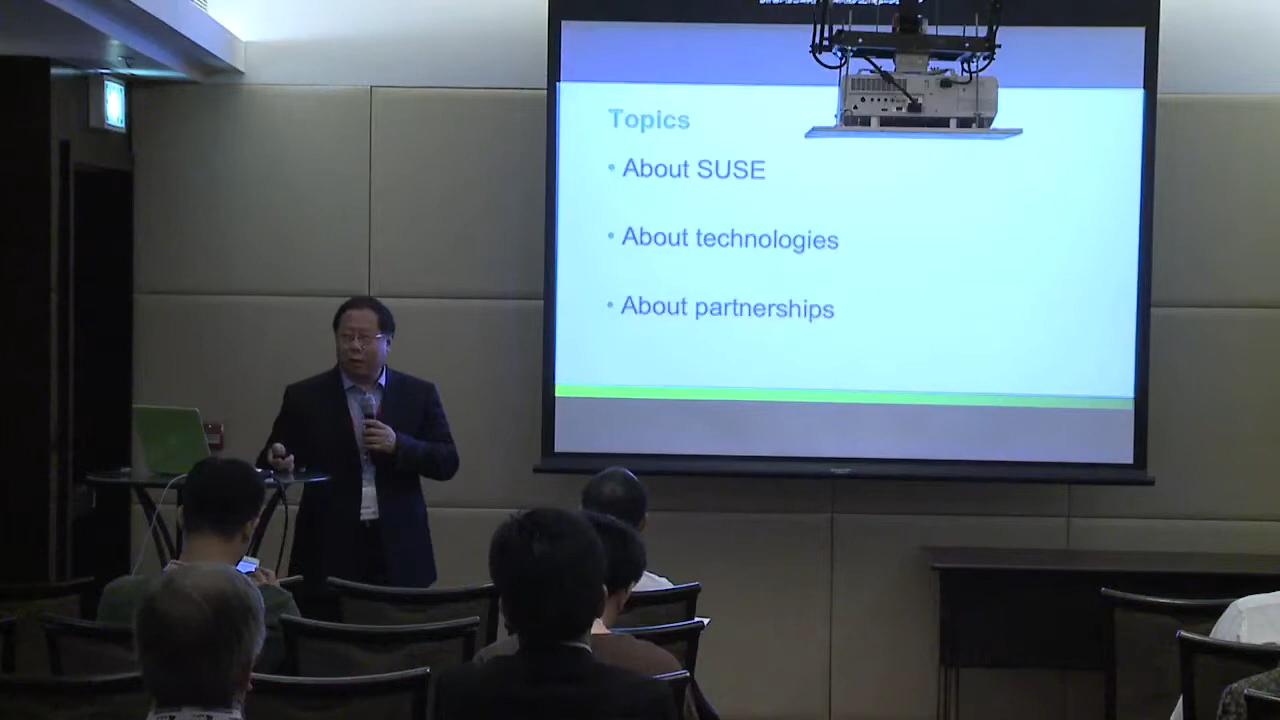 Topics
• About SUSE
• About technologies
• About partnerships